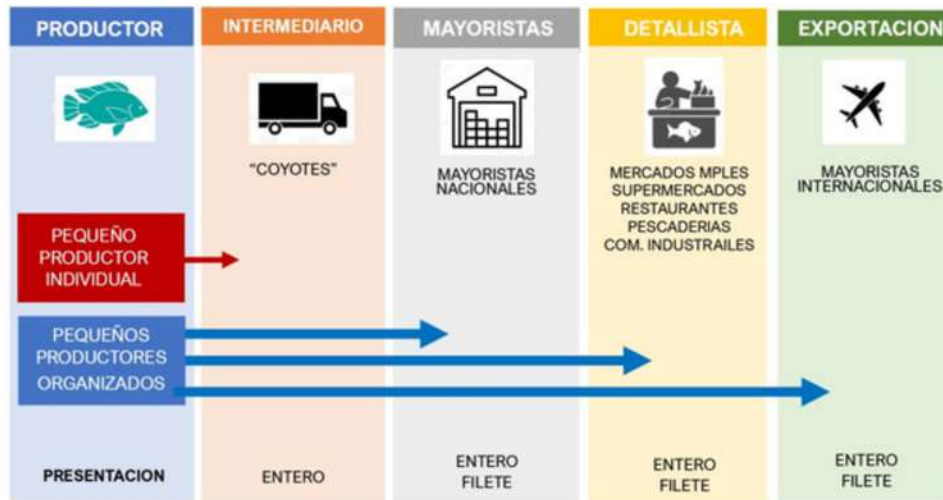 PRODUCTOR
INTERMEDIARIO
MAYORISTAS
DETALLISTA
EXPORTACION
"COYOTES"
MAYORISTAS
NACIONALES
MERCADOS MPLES
SUPERMERCADOS
RESTAURANTES
PESCADERIAS
COM. INDUSTRAILES
MAYORISTAS
INTERNACIONALES
PEQUEÑO
PRODUCTOR
INDIVIDUAL
PEQUEÑOS
PRODUCTORES
ORGANIZADOS
PRESENTACION
ENTERO
ENTERO
FILETE
ENTERO
FILETE
ENTERO
FILETE